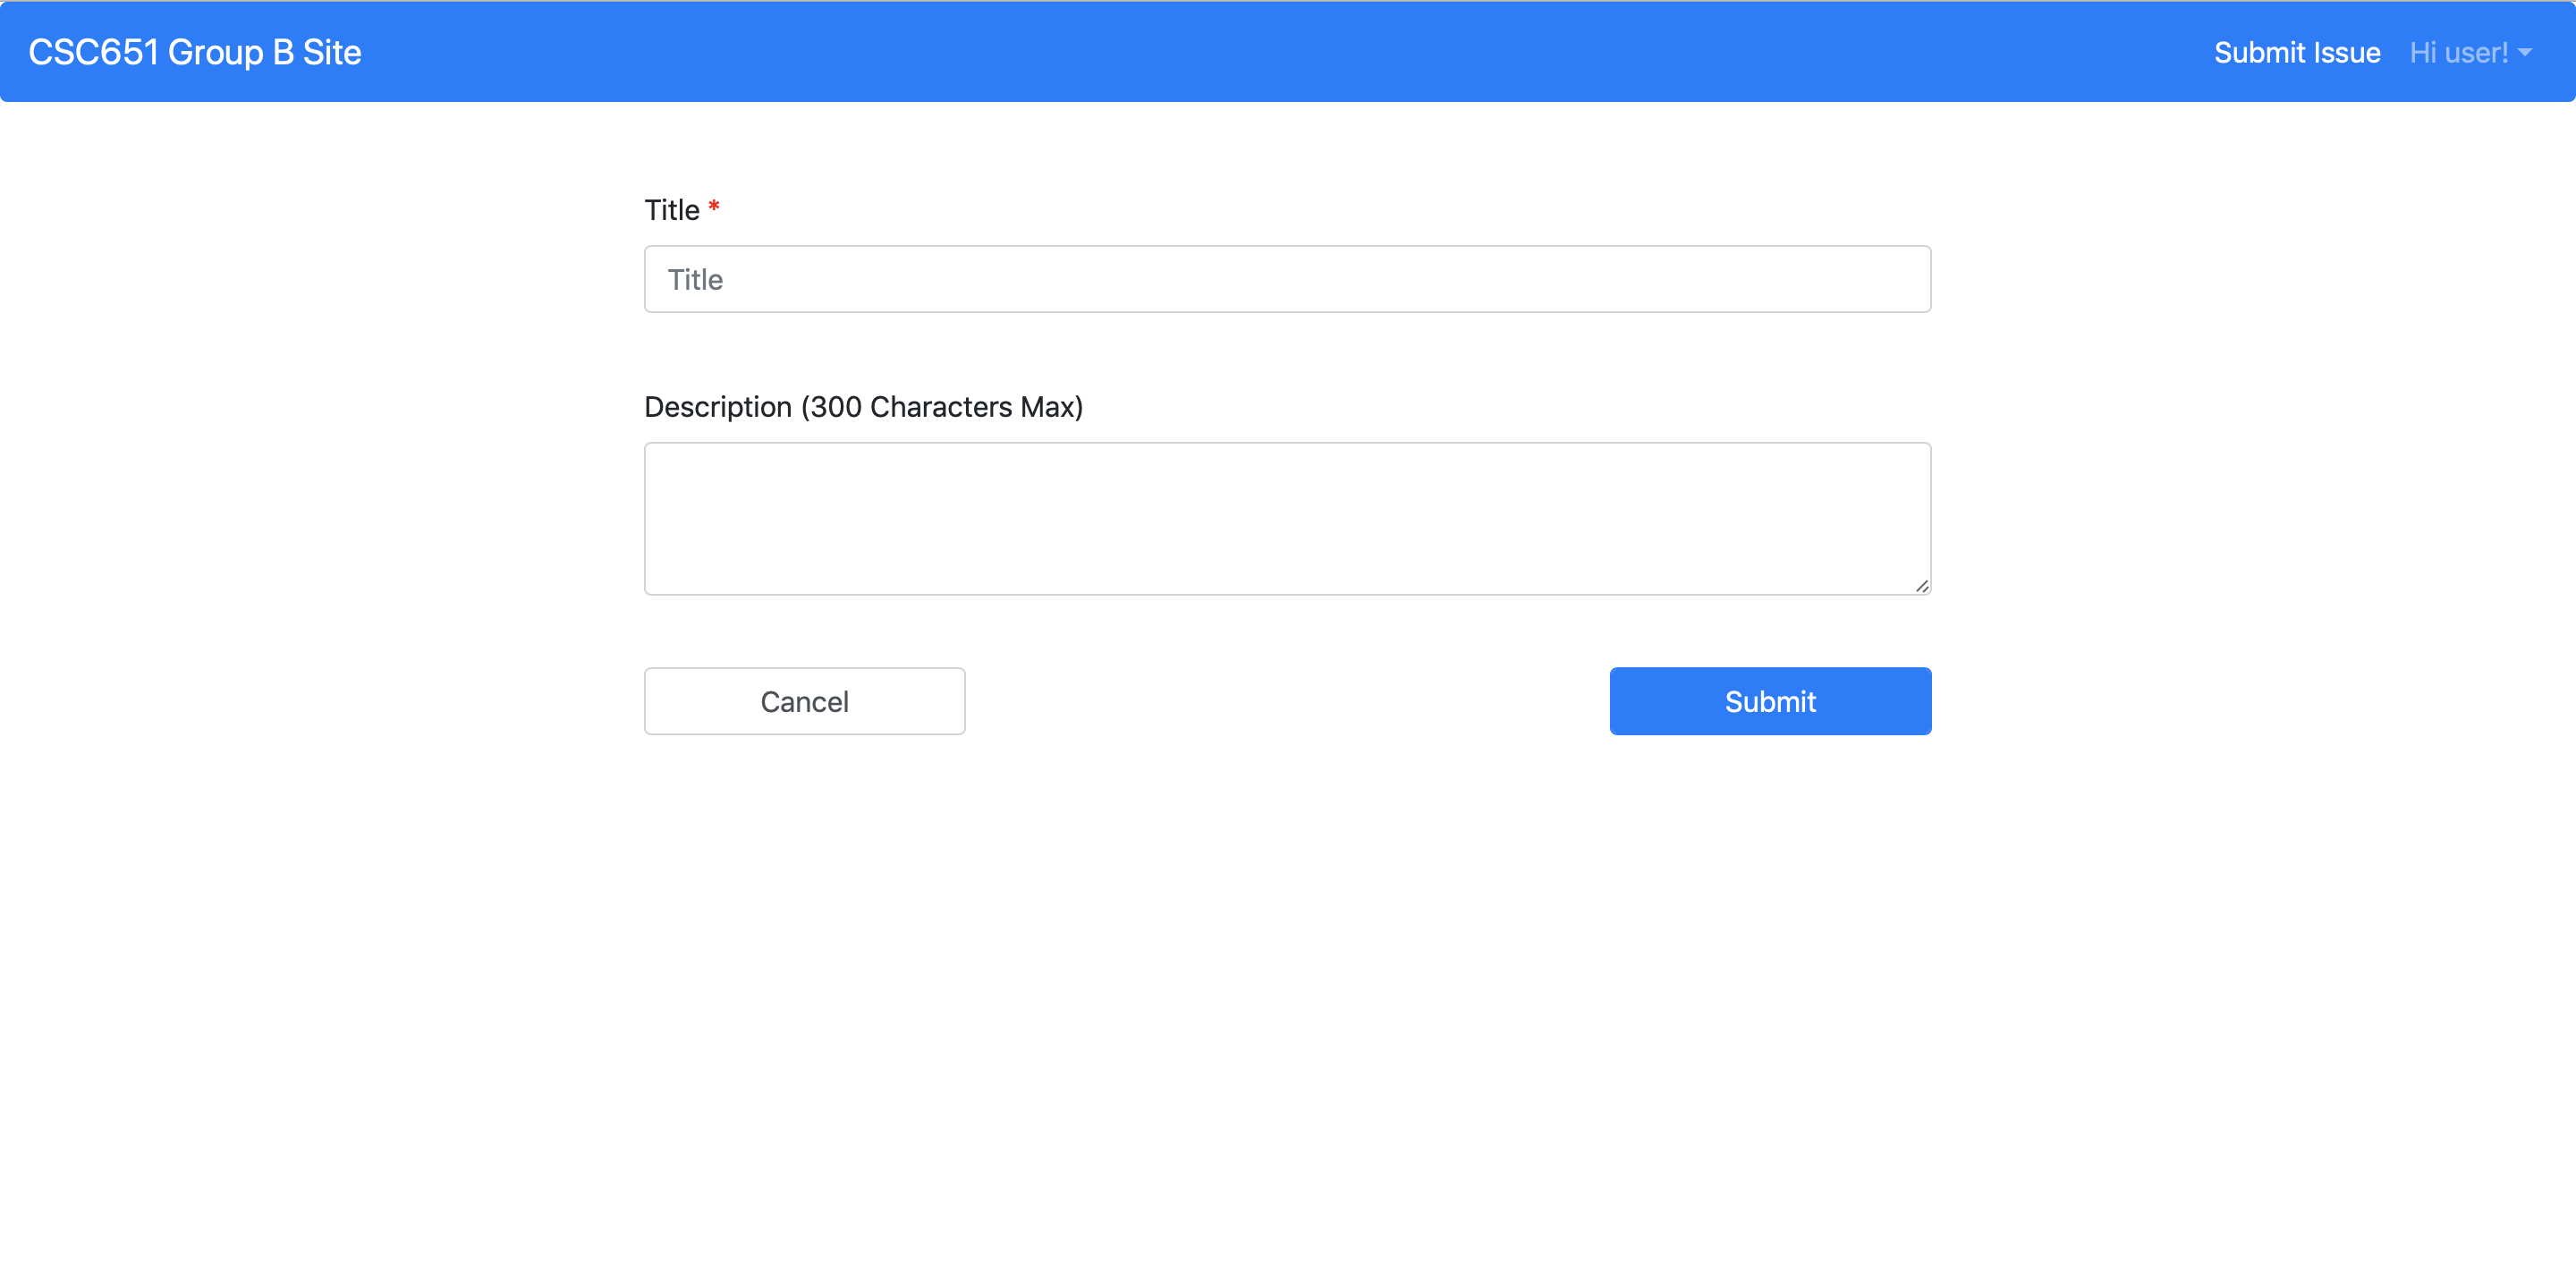 CSC651 Group B Site
Submit Issue
Hi user!
Title *
Title
Description (300 Characters Max)
Cancel
Submit